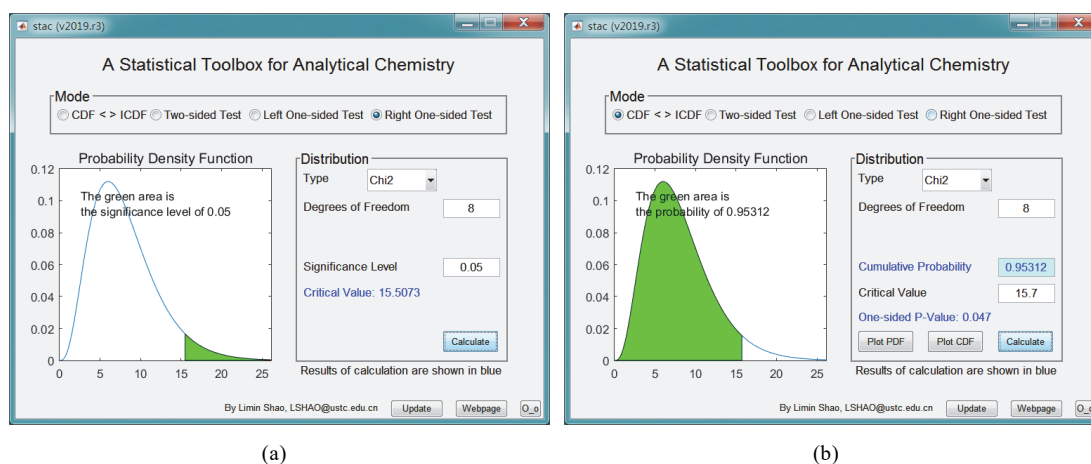 stac (v2019.r3)
A Statistical Toolbox for Analytical Chemistry
Mode
CDF < > ICDF Two-sided Test Left One-sided Test Right One-sided Test
Probability Density Function
0.12
0.1
0.08
0.06
0.04
0.02
0
0 5 10 15 20 25
The green area is
the significance level of 0.05
Distribution
Type Chi2
Degrees of Freedom 8
Significance Level 0.05
Critical Value: 15.5073
Calculate
Results of calculation are shown in blue
By Limin Shao, LSHAO@ustc.edu.cn Update Webpage O_o
(a)
stac (v2019.r3)
A Statistical Toolbox for Analytical Chemistry
Mode
CDF < > ICDF Two-sided Test Left One-sided Test Right One-sided Test
Probability Density Function
0.12
0.1
0.08
0.06
0.04
0.02
0
0 5 10 15 20 25
The green area is
the probability of 0.95312
Distribution
Type Chi2
Degrees of Freedom 8
Cumulative Probability 0.95312
Critical Value 15.7
One-sided P-Value: 0.047
Plot PDF Plot CDF Calculate
Results of calculation are shown in blue
By Limin Shao, LSHAO@ustc.edu.cn Update Webpage O_o
(b)